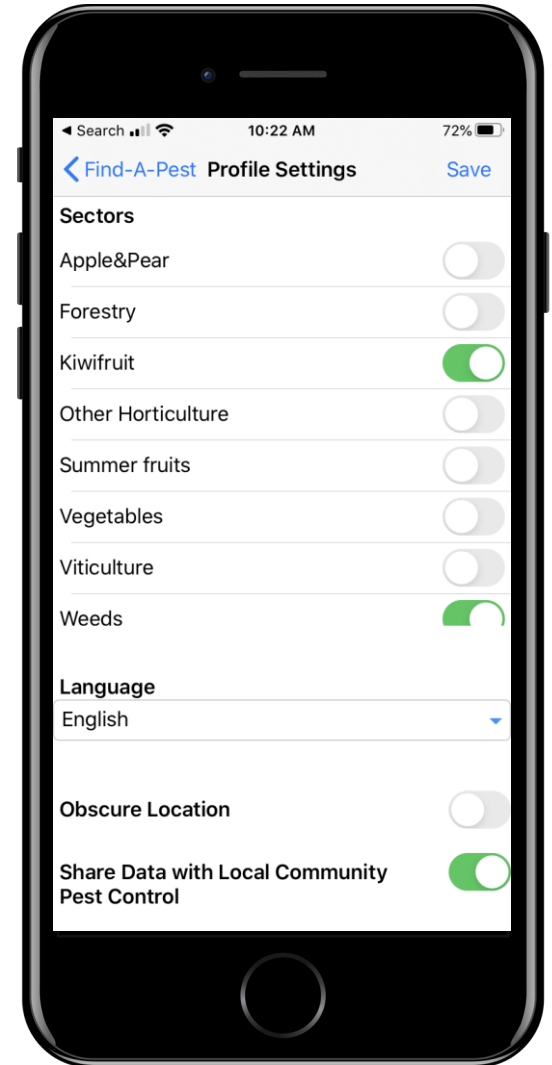 ◀ Search 10:22 AM 72%
Find-A-Pest Profile Settings Save
Sectors
Apple&Pear
Forestry
Kiwifruit
Other Horticulture
Summer fruits
Vegetables
Viticulture
Weeds
Language
English
Obscure Location
Share Data with Local Community
Pest Control